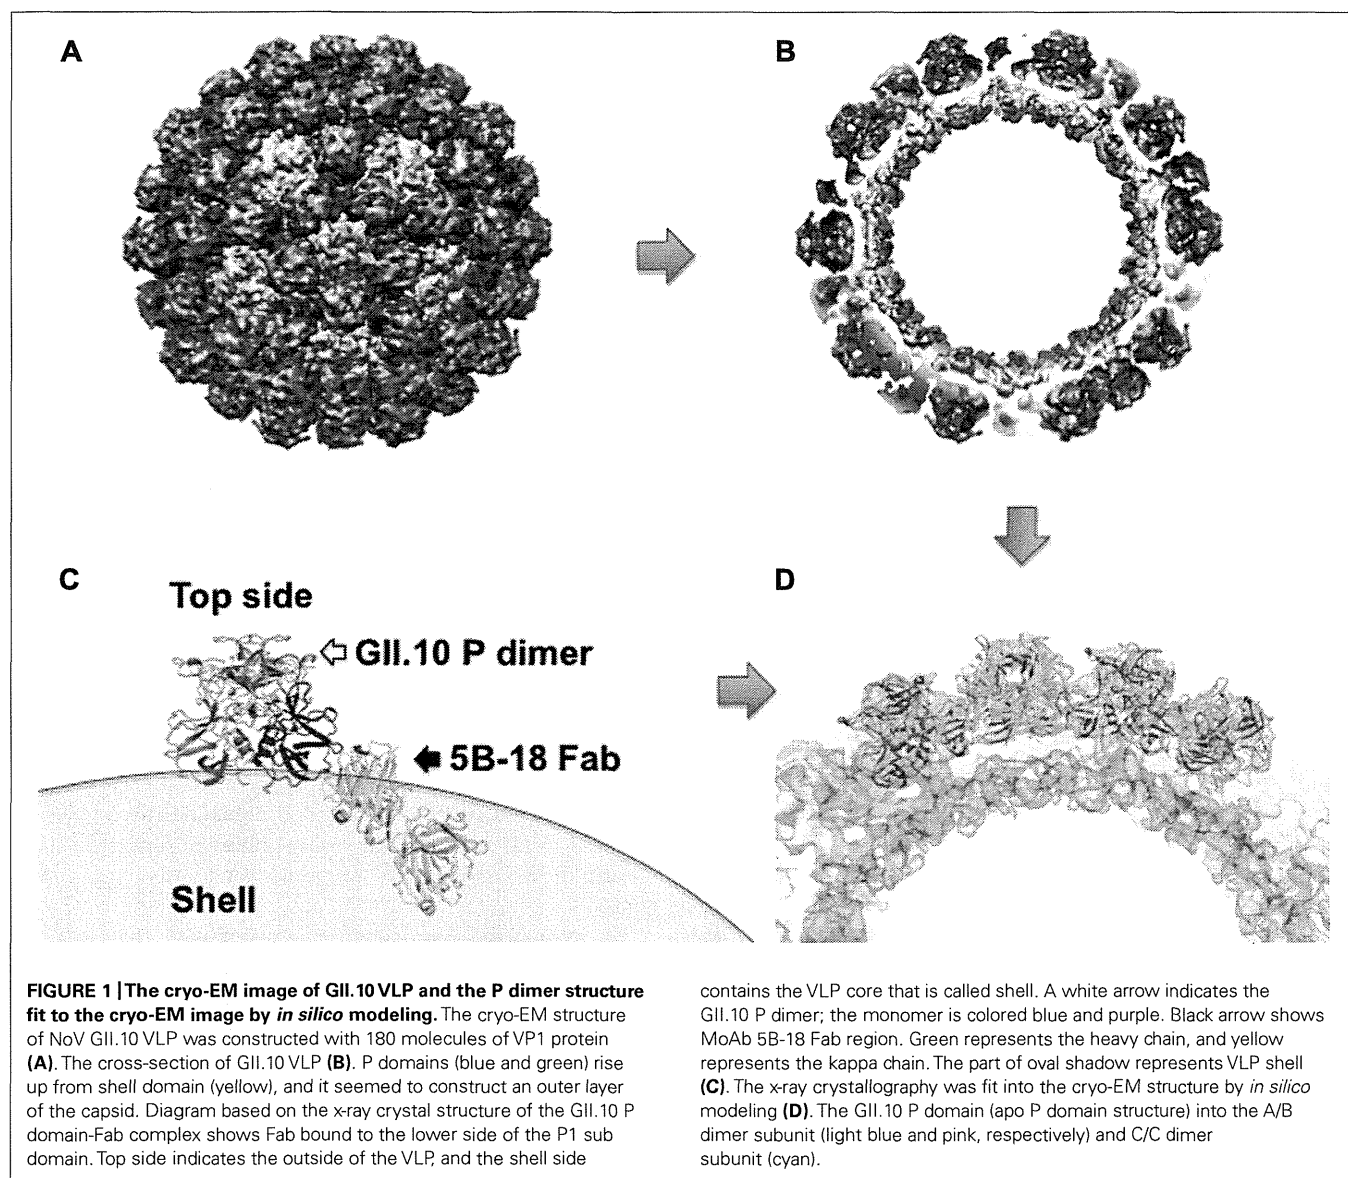 A
B
C
Top side
GII.10 P dimer
5B-18 Fab
Shell
D
FIGURE 1 | The cryo-EM image of GII.10 VLP and the P dimer structure
fit to the cryo-EM image by in silico modeling. The cryo-EM structure
of NoV GII.10 VLP was constructed with 180 molecules of VP1 protein
(A). The cross-section of GII.10 VLP (B). P domains (blue and green) rise
up from shell domain (yellow), and it seemed to construct an outer layer
of the capsid. Diagram based on the x-ray crystal structure of the GII.10 P
domain-Fab complex shows Fab bound to the lower side of the P1 sub
domain. Top side indicates the outside of the VLP, and the shell side
contains the VLP core that is called shell. A white arrow indicates the
GII.10 P dimer; the monomer is colored blue and purple. Black arrow shows
MoAb 5B-18 Fab region. Green represents the heavy chain, and yellow
represents the kappa chain. The part of oval shadow represents VLP shell
(C). The x-ray crystallography was fit into the cryo-EM structure by in silico
modeling (D). The GII.10 P domain (apo P domain structure) into the A/B
dimer subunit (light blue and pink, respectively) and C/C dimer
subunit (cyan).